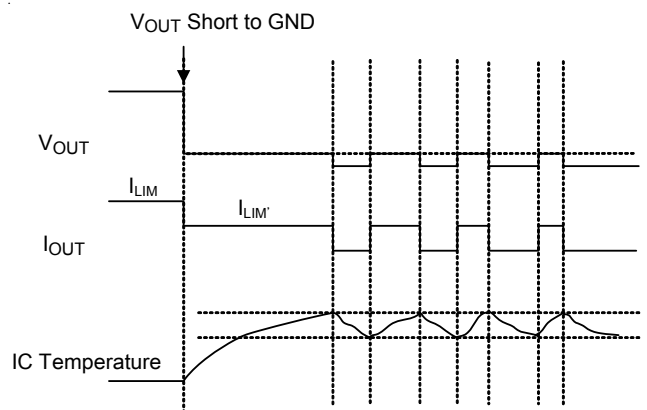 VOUT Short to GND
VOUT
ILIM
ILIM'
IOUT
IC Temperature